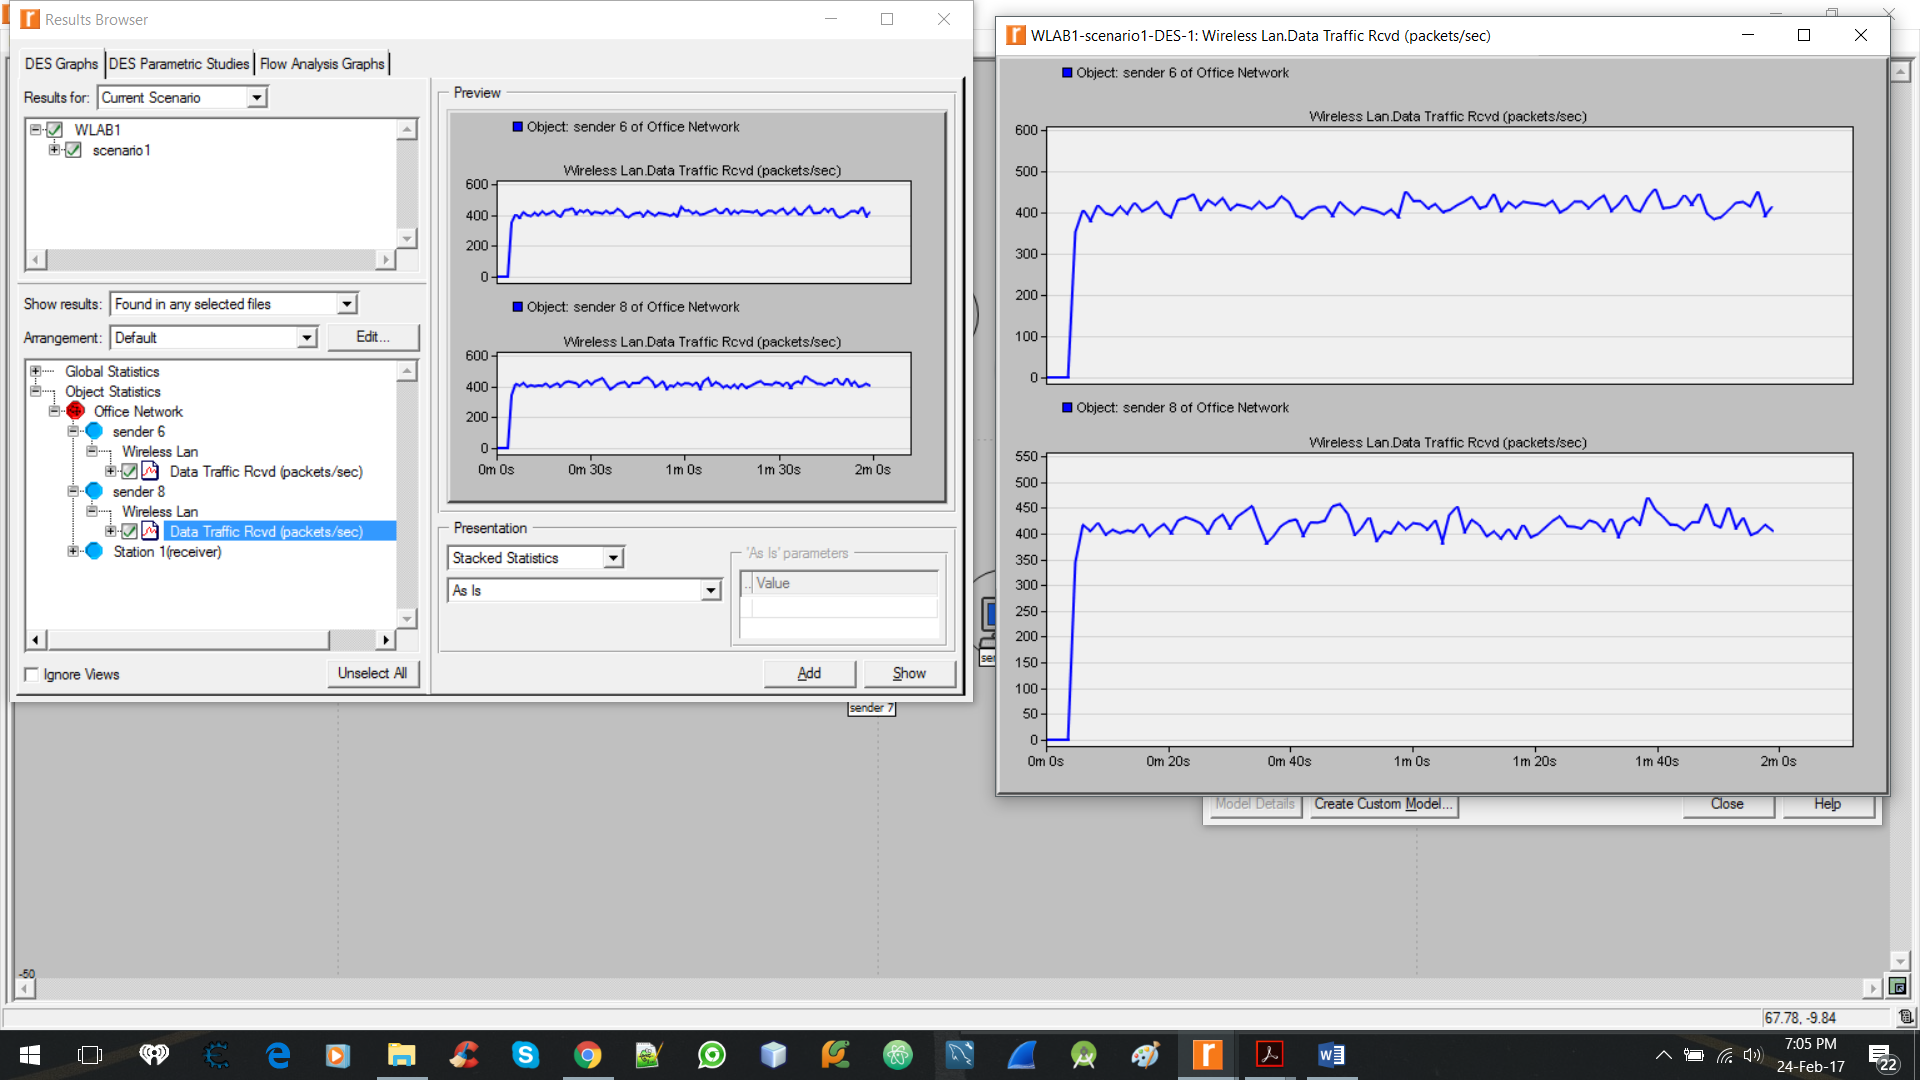 Results Browser
DES Graphs DES Parametric Studies Flow Analysis Graphs
Results for: Current Scenario
WLAB1
scenario1
Show results: Found in any selected files
Arrangement: Default Edit...
Global Statistics
Object Statistics
Office Network
sender 6
Wireless Lan
Data Traffic Rcvd (packets/sec)
sender 8
Wireless Lan
Data Traffic Rcvd (packets/sec)
Station 1(receiver)
Ignore Views Unselect All
Preview
Object: sender 6 of Office Network
Wireless Lan.Data Traffic Rcvd (packets/sec)
600
400
200
0
Object: sender 8 of Office Network
Wireless Lan.Data Traffic Rcvd (packets/sec)
600
400
200
0
0m 0s 0m 30s 1m 0s 1m 30s 2m 0s
Presentation
Stacked Statistics
As Is
'As Is' parameters
.. Value
Add Show
WLAB1-scenario1-DES-1: Wireless Lan.Data Traffic Rcvd (packets/sec)
Object: sender 6 of Office Network
Wireless Lan.Data Traffic Rcvd (packets/sec)
600
500
400
300
200
100
0
Object: sender 8 of Office Network
Wireless Lan.Data Traffic Rcvd (packets/sec)
550
500
450
400
350
300
250
200
150
100
50
0
0m 0s 0m 20s 0m 40s 1m 0s 1m 20s 1m 40s 2m 0s
sender 7
Model Details Create Custom Model... Close Help
-50
67.78, -9.84
7:05 PM
24-Feb-17
22